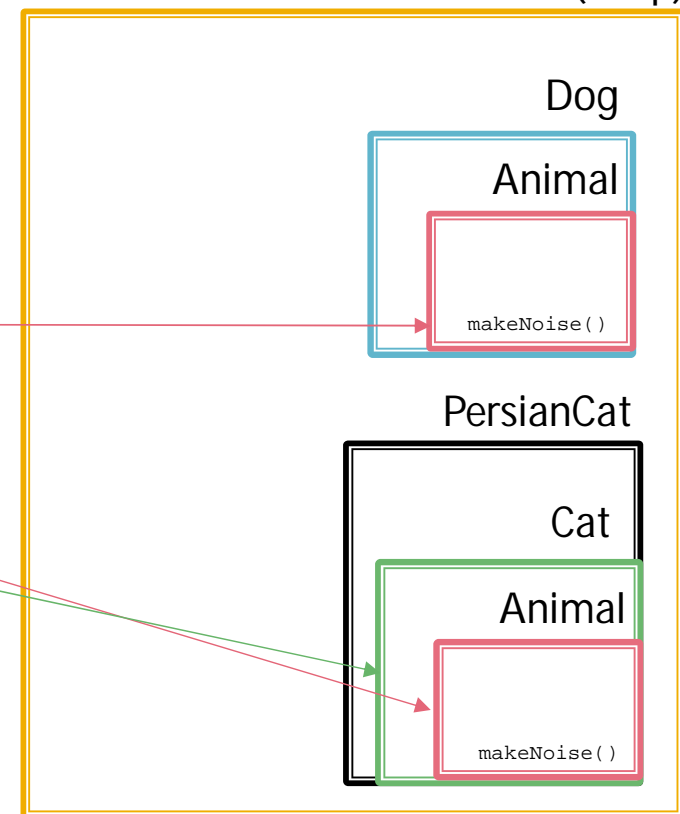 Dog
Animal
makeNoise()
PersianCat
Cat
Animal
makeNoise()